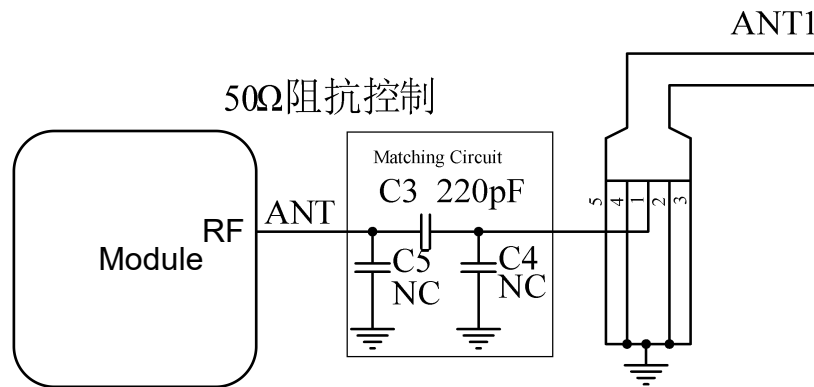 ANT1
50Ω阻抗控制
Matching Circuit
C3 220pF
ANT
RF
Module
C5
NC
C4
NC
5
4
1
2
3